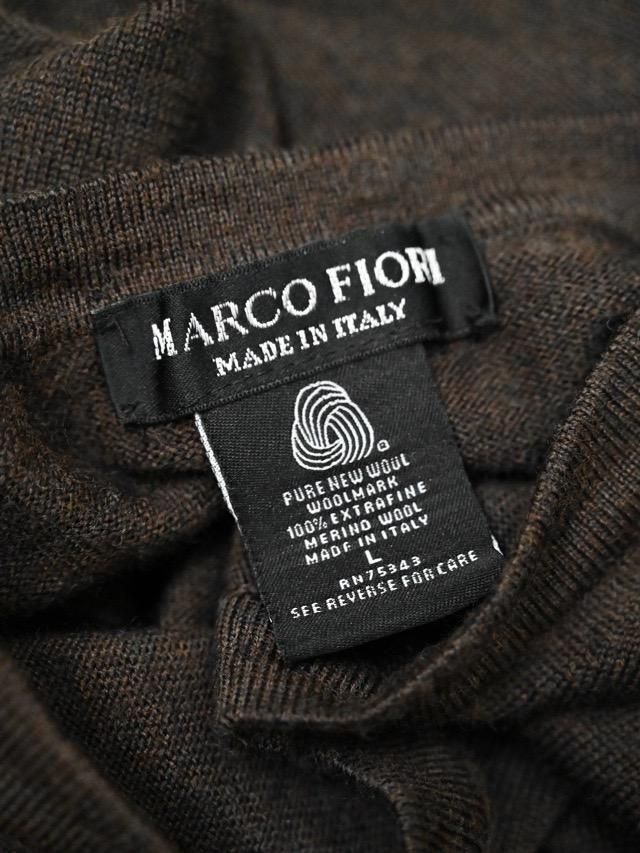 MARCO FIORI
MADE IN ITALY
PURE NEW WOOL
WOOLMARK
100% EXTRAFINE
MERINO WOOL
MADE IN ITALY
L
RN75343
SEE REVERSE FOR CARE